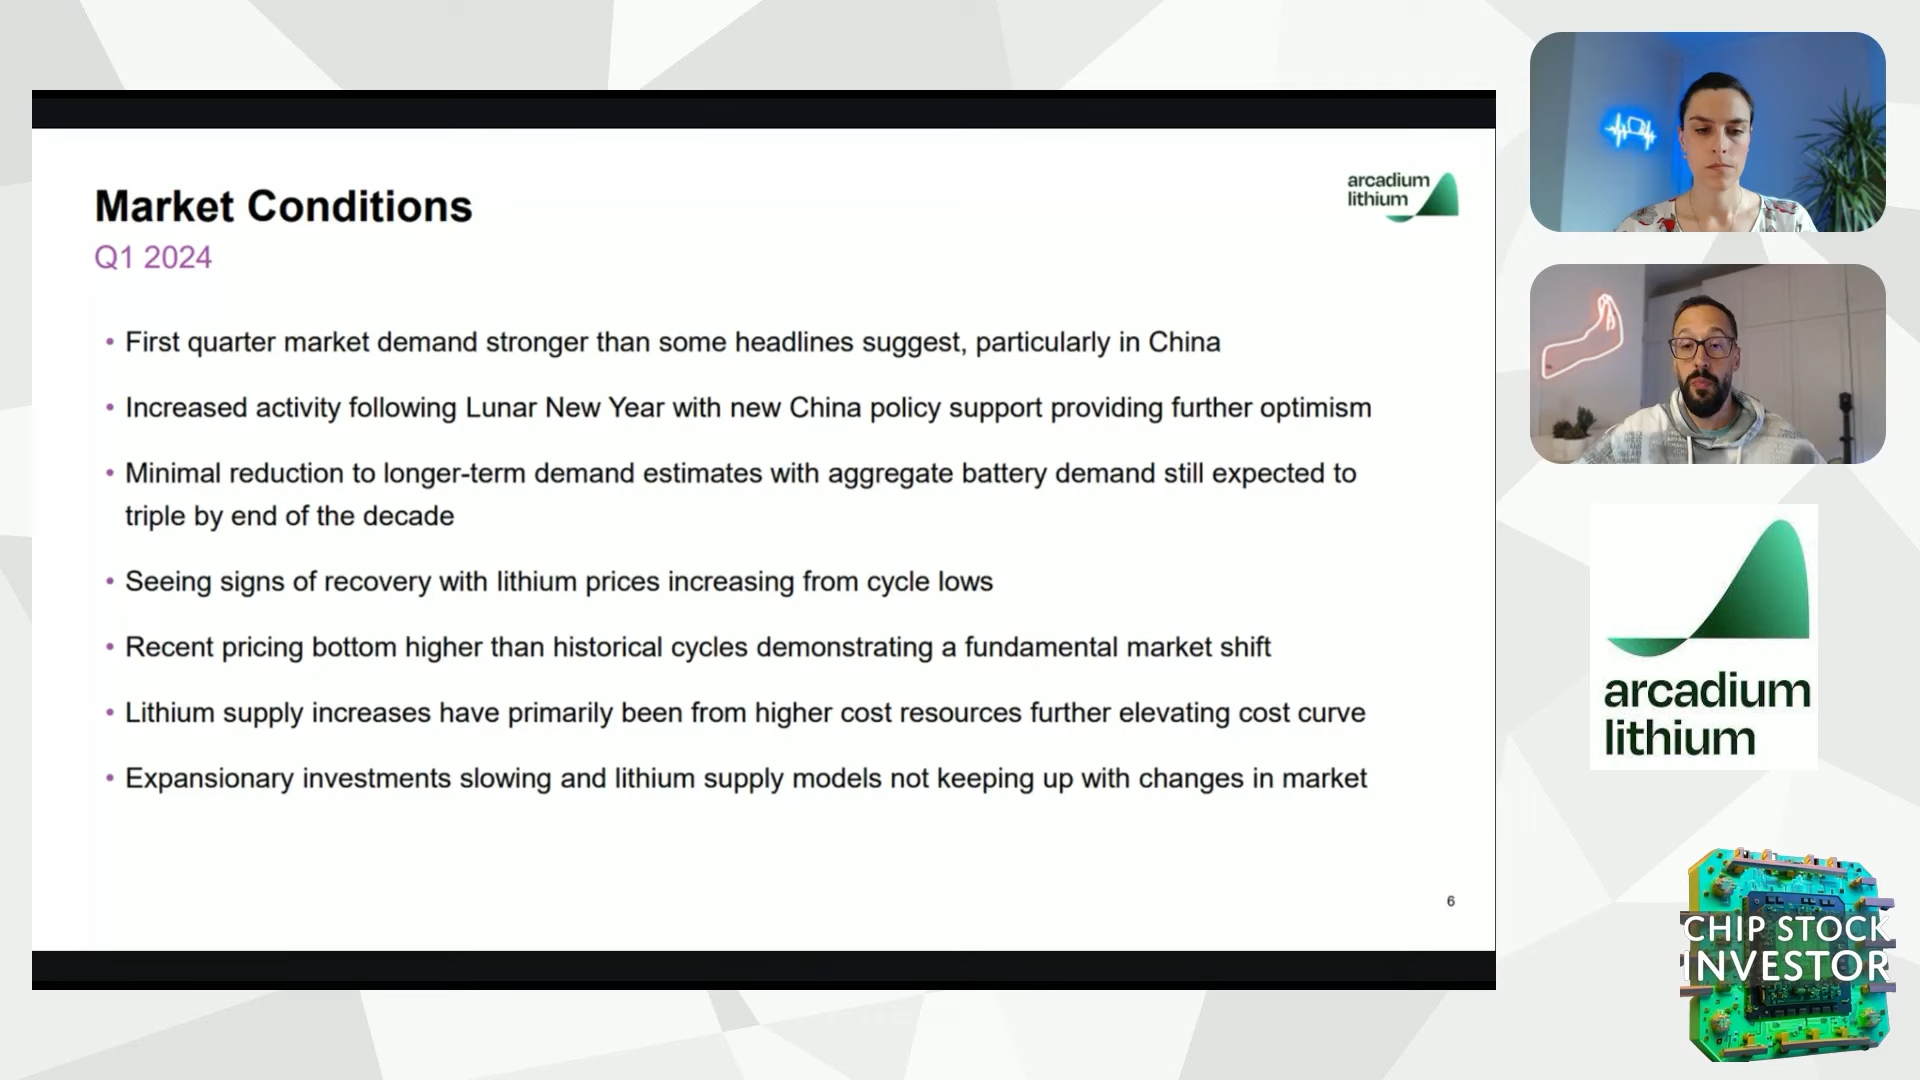 Market Conditions
Q1 2024
arcadium
lithium
• First quarter market demand stronger than some headlines suggest, particularly in China
• Increased activity following Lunar New Year with new China policy support providing further optimism
• Minimal reduction to longer-term demand estimates with aggregate battery demand still expected to
triple by end of the decade
• Seeing signs of recovery with lithium prices increasing from cycle lows
• Recent pricing bottom higher than historical cycles demonstrating a fundamental market shift
• Lithium supply increases have primarily been from higher cost resources further elevating cost curve
• Expansionary investments slowing and lithium supply models not keeping up with changes in market
6
arcadium
lithium
CHIP STOCK
INVESTOR